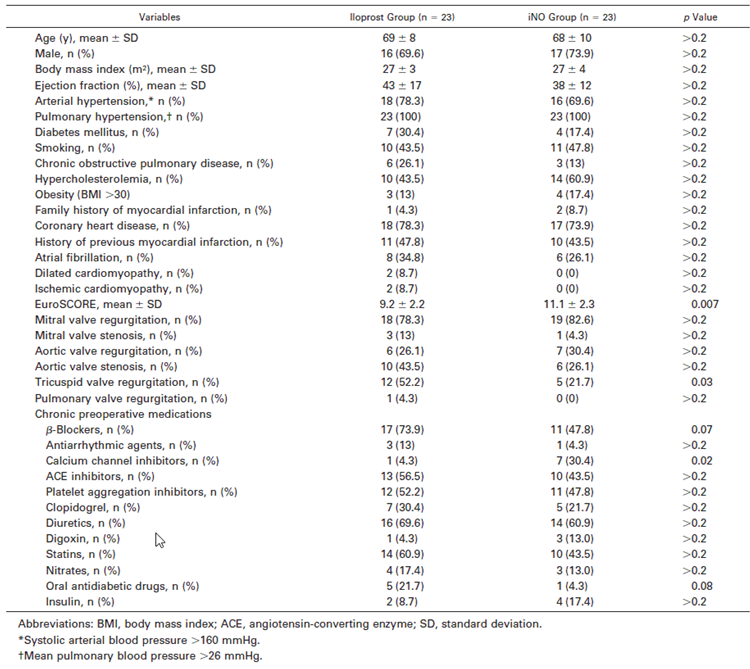 Variables Iloprost Group (n = 23) iNO Group (n = 23) p Value
Age (y), mean ± SD 69 ± 8 68 ± 10 >0.2
Male, n (%) 16 (69.6) 17 (73.9) >0.2
Body mass index (m²), mean ± SD 27 ± 3 27 ± 4 >0.2
Ejection fraction (%), mean ± SD 43 ± 17 38 ± 12 >0.2
Arterial hypertension,* n (%) 18 (78.3) 16 (69.6) >0.2
Pulmonary hypertension,† n (%) 23 (100) 23 (100) >0.2
Diabetes mellitus, n (%) 7 (30.4) 4 (17.4) >0.2
Smoking, n (%) 10 (43.5) 11 (47.8) >0.2
Chronic obstructive pulmonary disease, n (%) 6 (26.1) 3 (13) >0.2
Hypercholesterolemia, n (%) 10 (43.5) 14 (60.9) >0.2
Obesity (BMI >30) 3 (13) 4 (17.4) >0.2
Family history of myocardial infarction, n (%) 1 (4.3) 2 (8.7) >0.2
Coronary heart disease, n (%) 18 (78.3) 17 (73.9) >0.2
History of previous myocardial infarction, n (%) 11 (47.8) 10 (43.5) >0.2
Atrial fibrillation, n (%) 8 (34.8) 6 (26.1) >0.2
Dilated cardiomyopathy, n (%) 2 (8.7) 0 (0) >0.2
Ischemic cardiomyopathy, n (%) 2 (8.7) 0 (0) >0.2
EuroSCORE, mean ± SD 9.2 ± 2.2 11.1 ± 2.3 0.007
Mitral valve regurgitation, n (%) 18 (78.3) 19 (82.6) >0.2
Mitral valve stenosis, n (%) 3 (13) 1 (4.3) >0.2
Aortic valve regurgitation, n (%) 6 (26.1) 7 (30.4) >0.2
Aortic valve stenosis, n (%) 10 (43.5) 6 (26.1) >0.2
Tricuspid valve regurgitation, n (%) 12 (52.2) 5 (21.7) 0.03
Pulmonary valve regurgitation, n (%) 1 (4.3) 0 (0) >0.2
Chronic preoperative medications
β-Blockers, n (%) 17 (73.9) 11 (47.8) 0.07
Antiarrhythmic agents, n (%) 3 (13) 1 (4.3) >0.2
Calcium channel inhibitors, n (%) 1 (4.3) 7 (30.4) 0.02
ACE inhibitors, n (%) 13 (56.5) 10 (43.5) >0.2
Platelet aggregation inhibitors, n (%) 12 (52.2) 11 (47.8) >0.2
Clopidogrel, n (%) 7 (30.4) 5 (21.7) >0.2
Diuretics, n (%) 16 (69.6) 14 (60.9) >0.2
Digoxin, n (%) 1 (4.3) 3 (13.0) >0.2
Statins, n (%) 14 (60.9) 10 (43.5) >0.2
Nitrates, n (%) 4 (17.4) 3 (13.0) >0.2
Oral antidiabetic drugs, n (%) 5 (21.7) 1 (4.3) 0.08
Insulin, n (%) 2 (8.7) 4 (17.4) >0.2
Abbreviations: BMI, body mass index; ACE, angiotensin-converting enzyme; SD, standard deviation.
*Systolic arterial blood pressure >160 mmHg.
†Mean pulmonary blood pressure >26 mmHg.